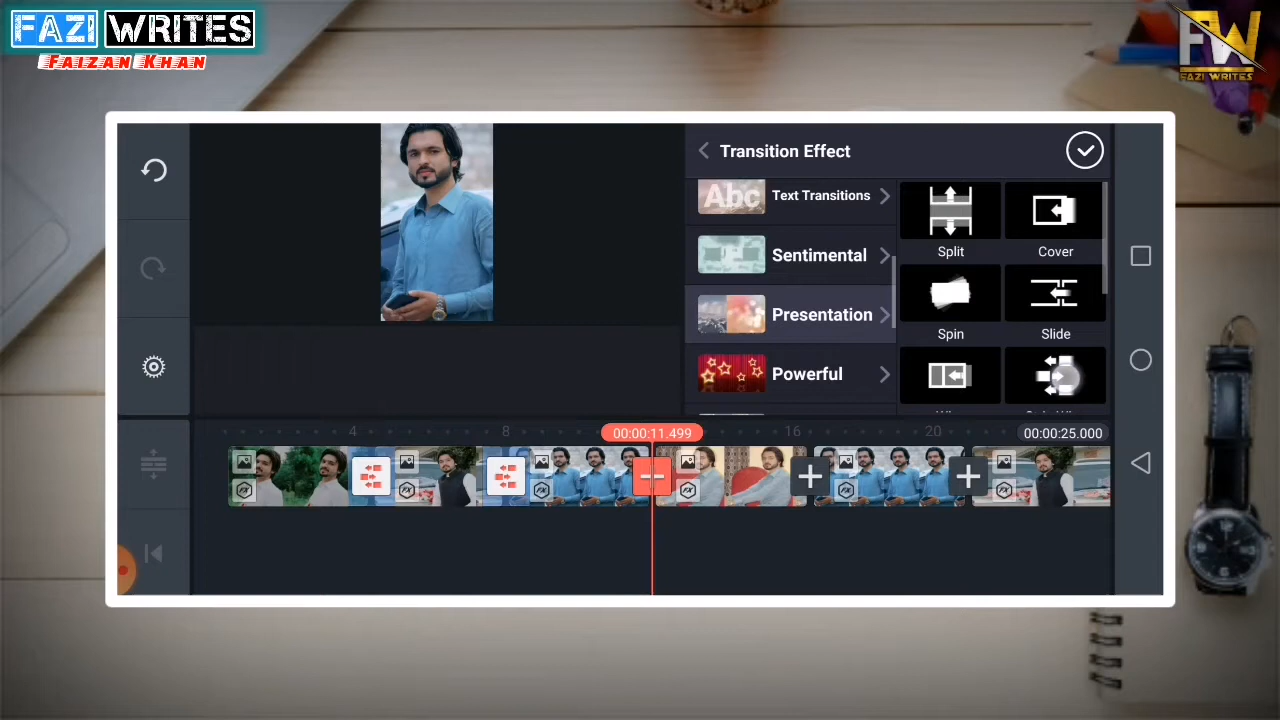 FAZI WRITES
FAIZAN KHAN
FW
FAZI WRITES
Transition Effect
Abc
Text Transitions
Sentimental
Presentation
Powerful
Split
Cover
Spin
Slide
4
8
00:00:11.499
16
20
00:00:25.000